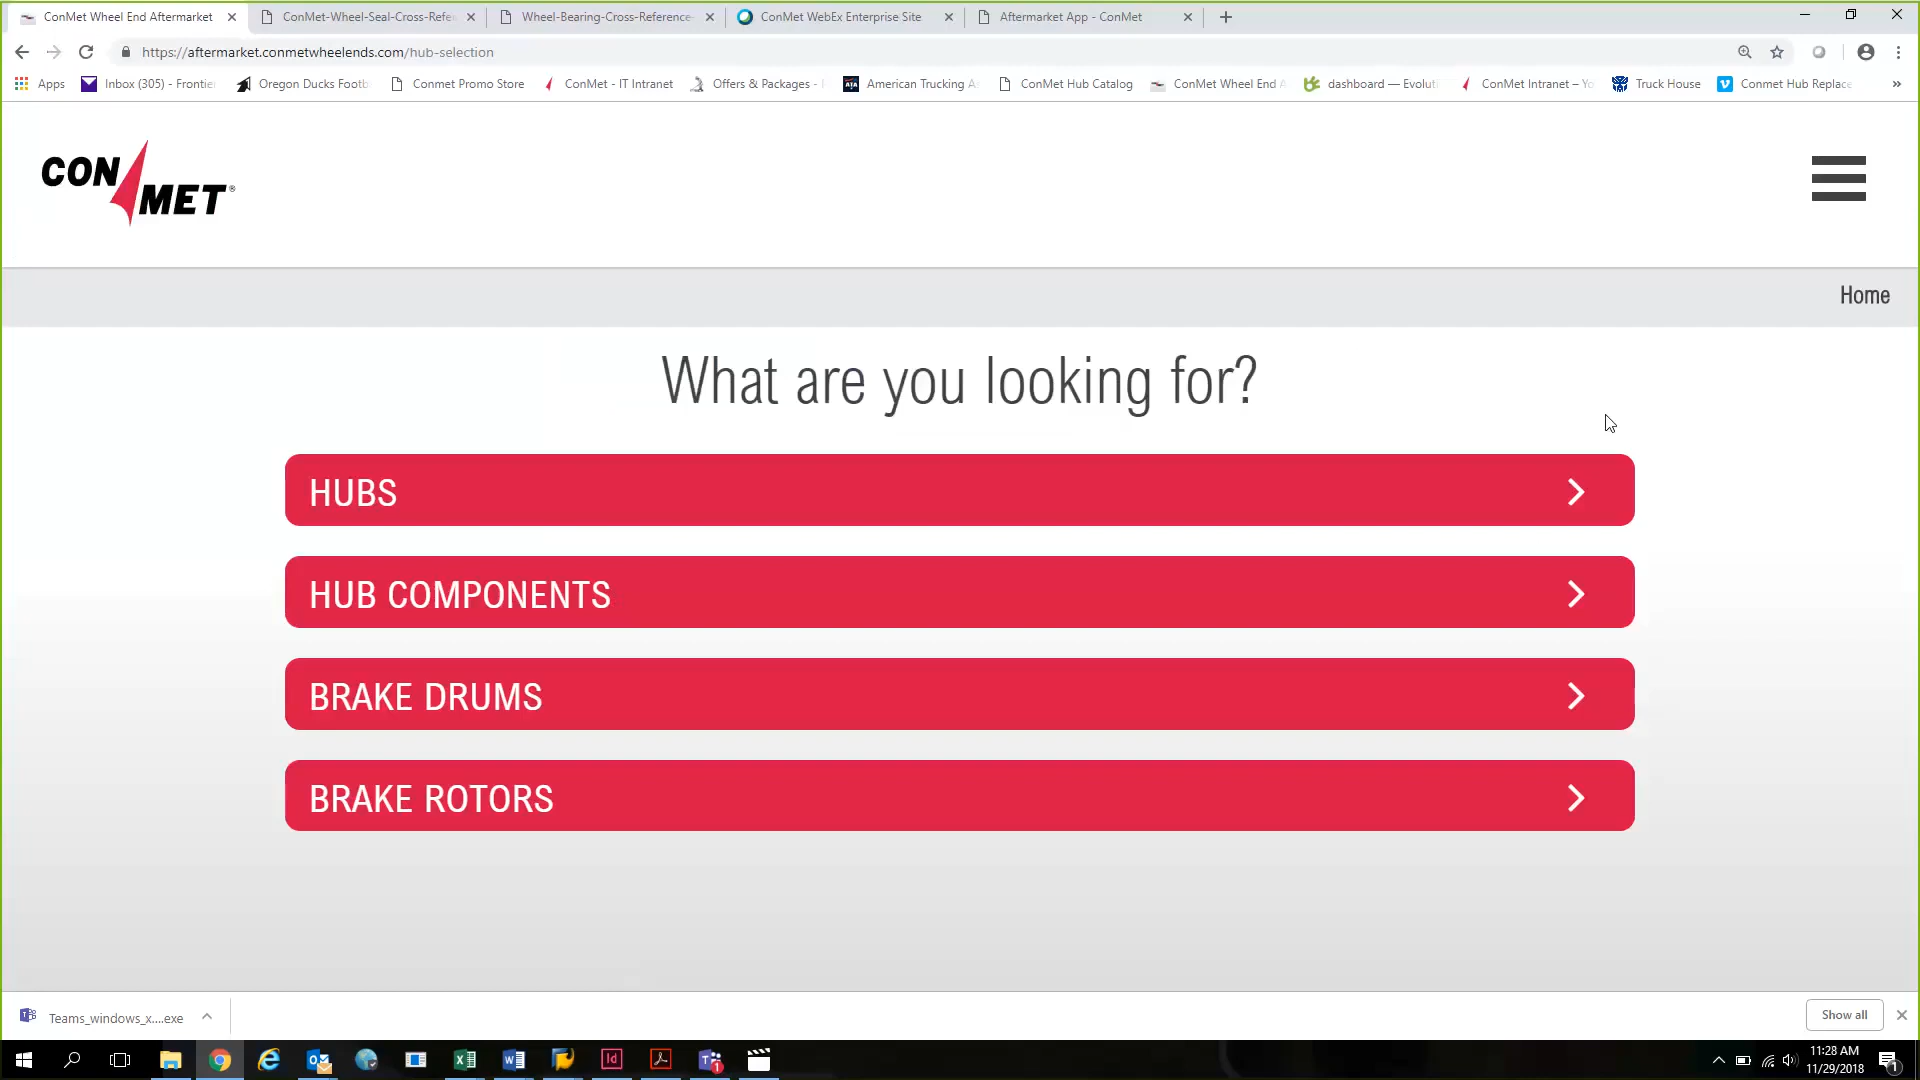 ConMet Wheel End Aftermarket
ConMet-Wheel-Seal-Cross-Refe
Wheel-Bearing-Cross-Reference-
ConMet WebEx Enterprise Site
Aftermarket App - ConMet
https://aftermarket.conmetwheelends.com/hub-selection
Apps
Inbox (305) - Frontier
Oregon Ducks Footb
Conmet Promo Store
ConMet - IT Intranet
Offers & Packages -
ATA
American Trucking A
ConMet Hub Catalog
ConMet Wheel End A
dashboard — Evoluti
ConMet Intranet – Yo
Truck House
Conmet Hub Replace
CON MET®
Home
What are you looking for?
HUBS
HUB COMPONENTS
BRAKE DRUMS
BRAKE ROTORS
Teams_windows_x....exe
Show all
11:28 AM
11/29/2018
1